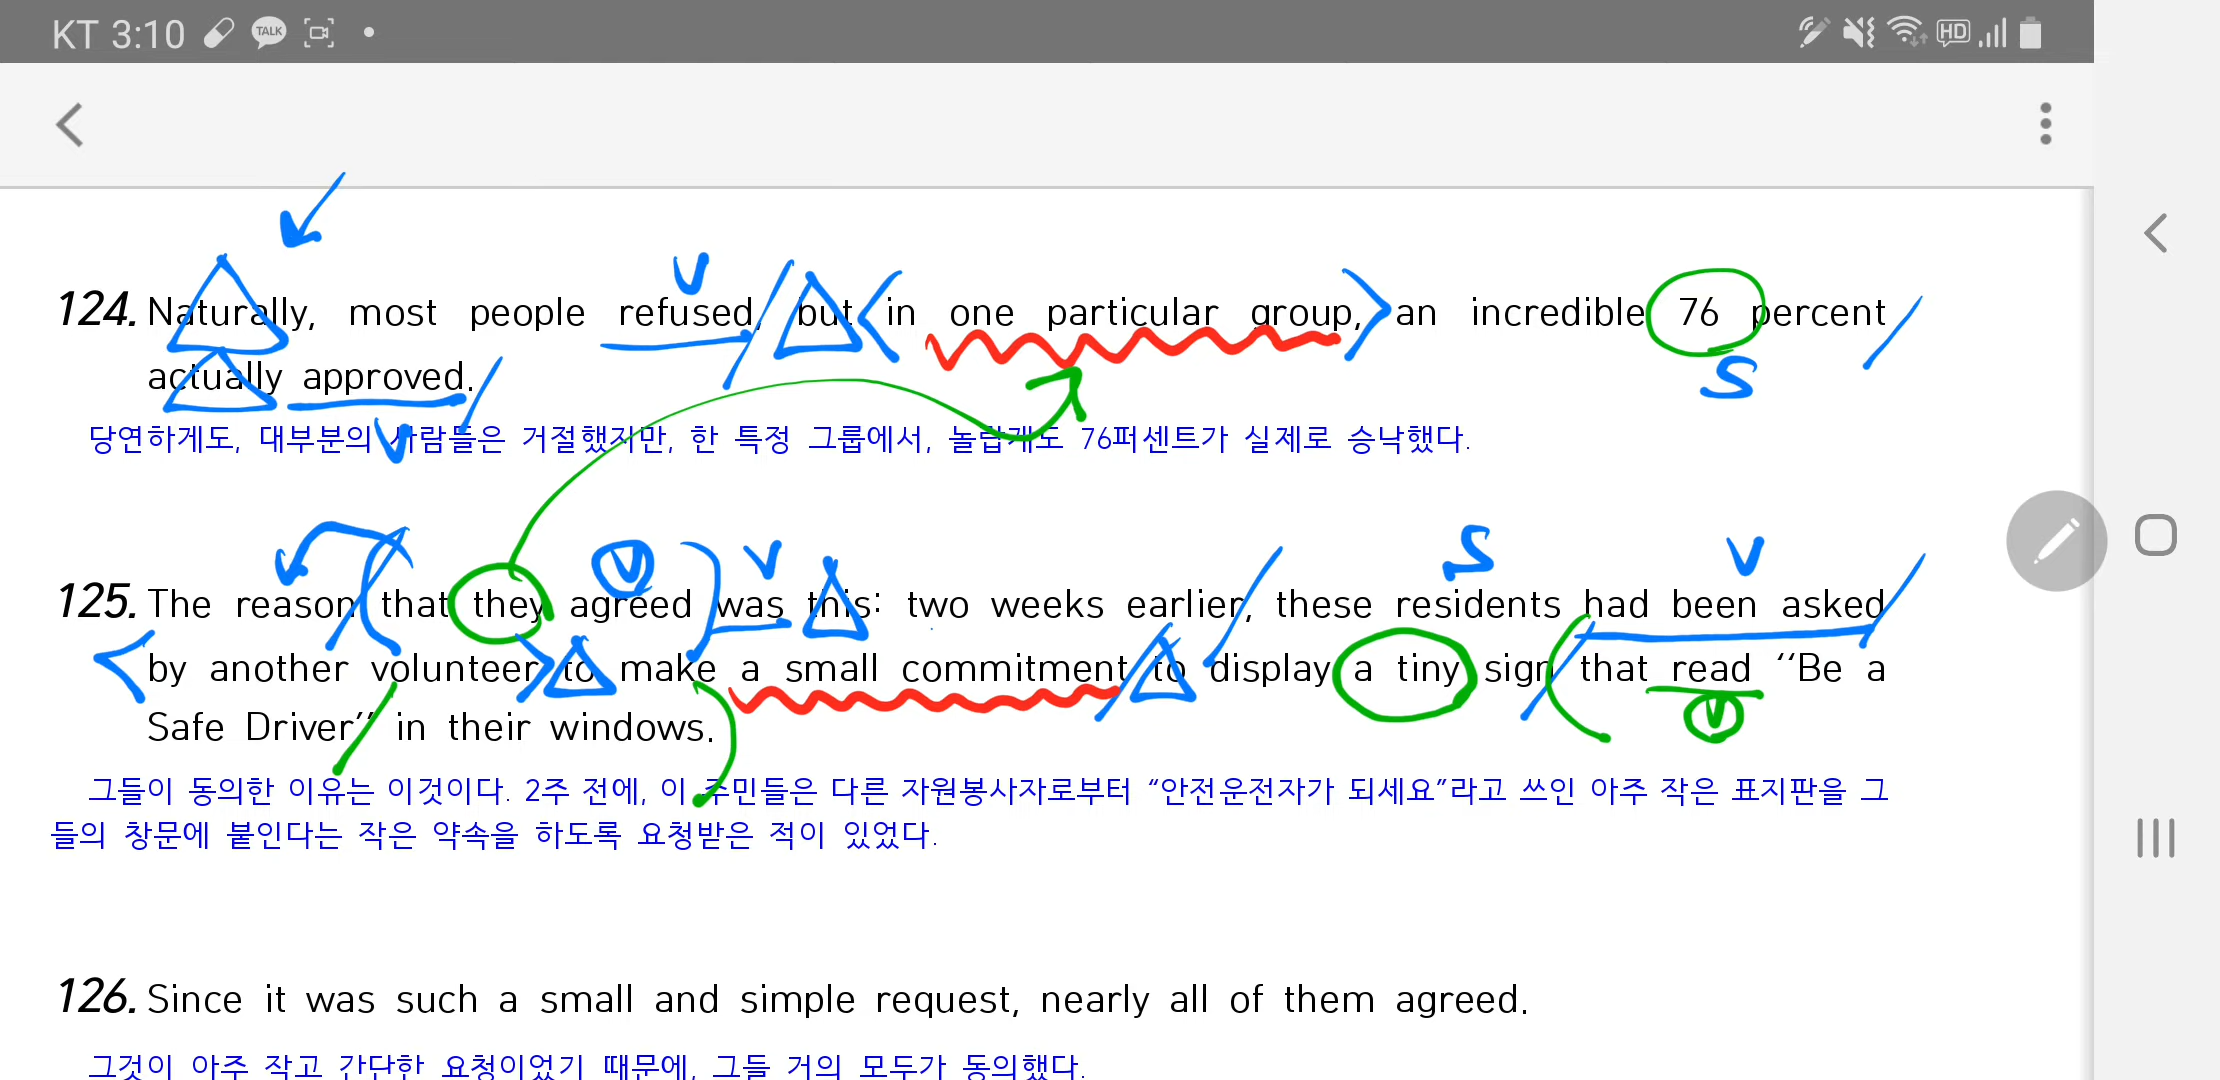 KT 3:10 TALK HD
V
124. Naturally, most people refused, but in one particular group, an incredible 76 percent
S
actually approved.
V
당연하게도, 대부분의 사람들은 거절했지만, 한 특정 그룹에서, 놀랍게도 76퍼센트가 실제로 승낙했다.
V V S V
125. The reason that they agreed was this: two weeks earlier, these residents had been asked
by another volunteer to make a small commitment to display a tiny sign that read “Be a
V
Safe Driver” in their windows.
그들이 동의한 이유는 이것이다. 2주 전에, 이 주민들은 다른 자원봉사자로부터 “안전운전자가 되세요”라고 쓰인 아주 작은 표지판을 그
들의 창문에 붙인다는 작은 약속을 하도록 요청받은 적이 있었다.
126. Since it was such a small and simple request, nearly all of them agreed.
그것이 아주 작고 간단한 요청이었기 때문에, 그들 거의 모두가 동의했다.